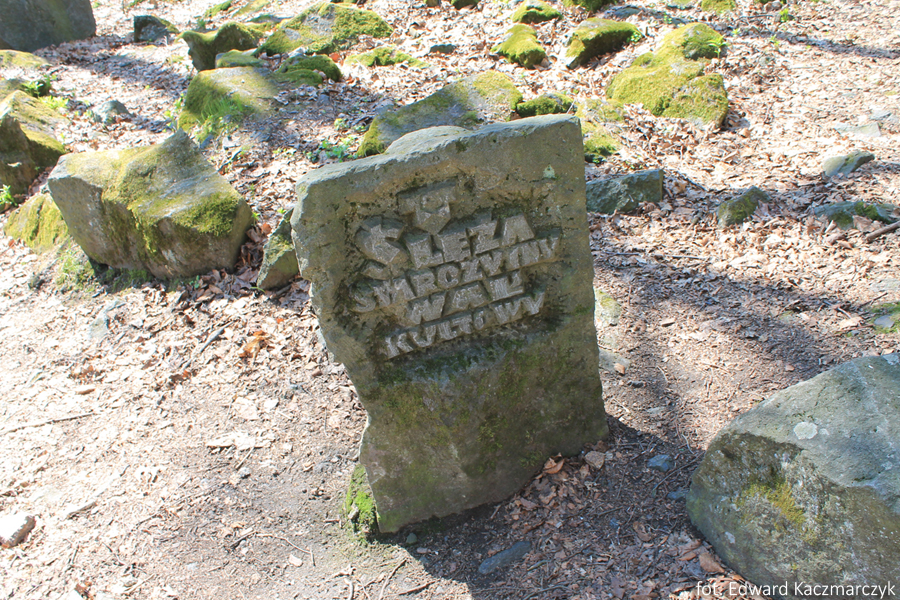 ŚLĘŻA
STAROŻYTNY
WAŁ
KULTOWY
fot. Edward Kaczmarczyk